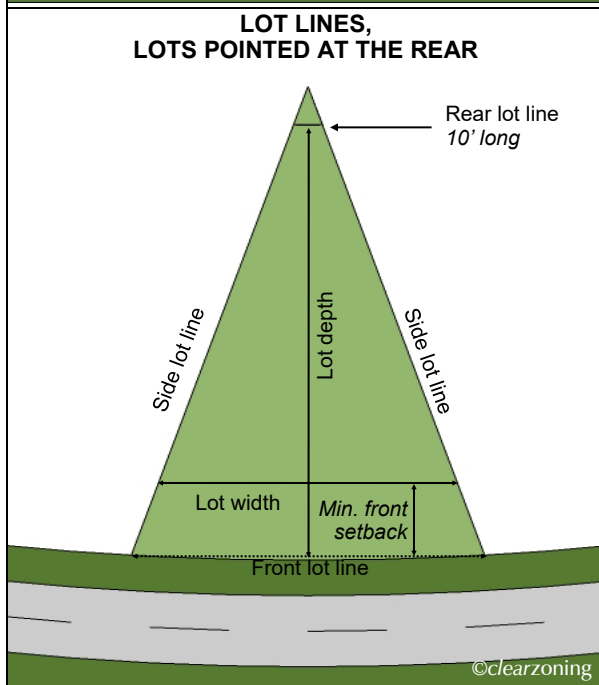 LOT LINES,
LOTS POINTED AT THE REAR
Rear lot line
10’ long
Side lot line
Lot depth
Side lot line
Lot width
Min. front
setback
Front lot line
©clearzoning